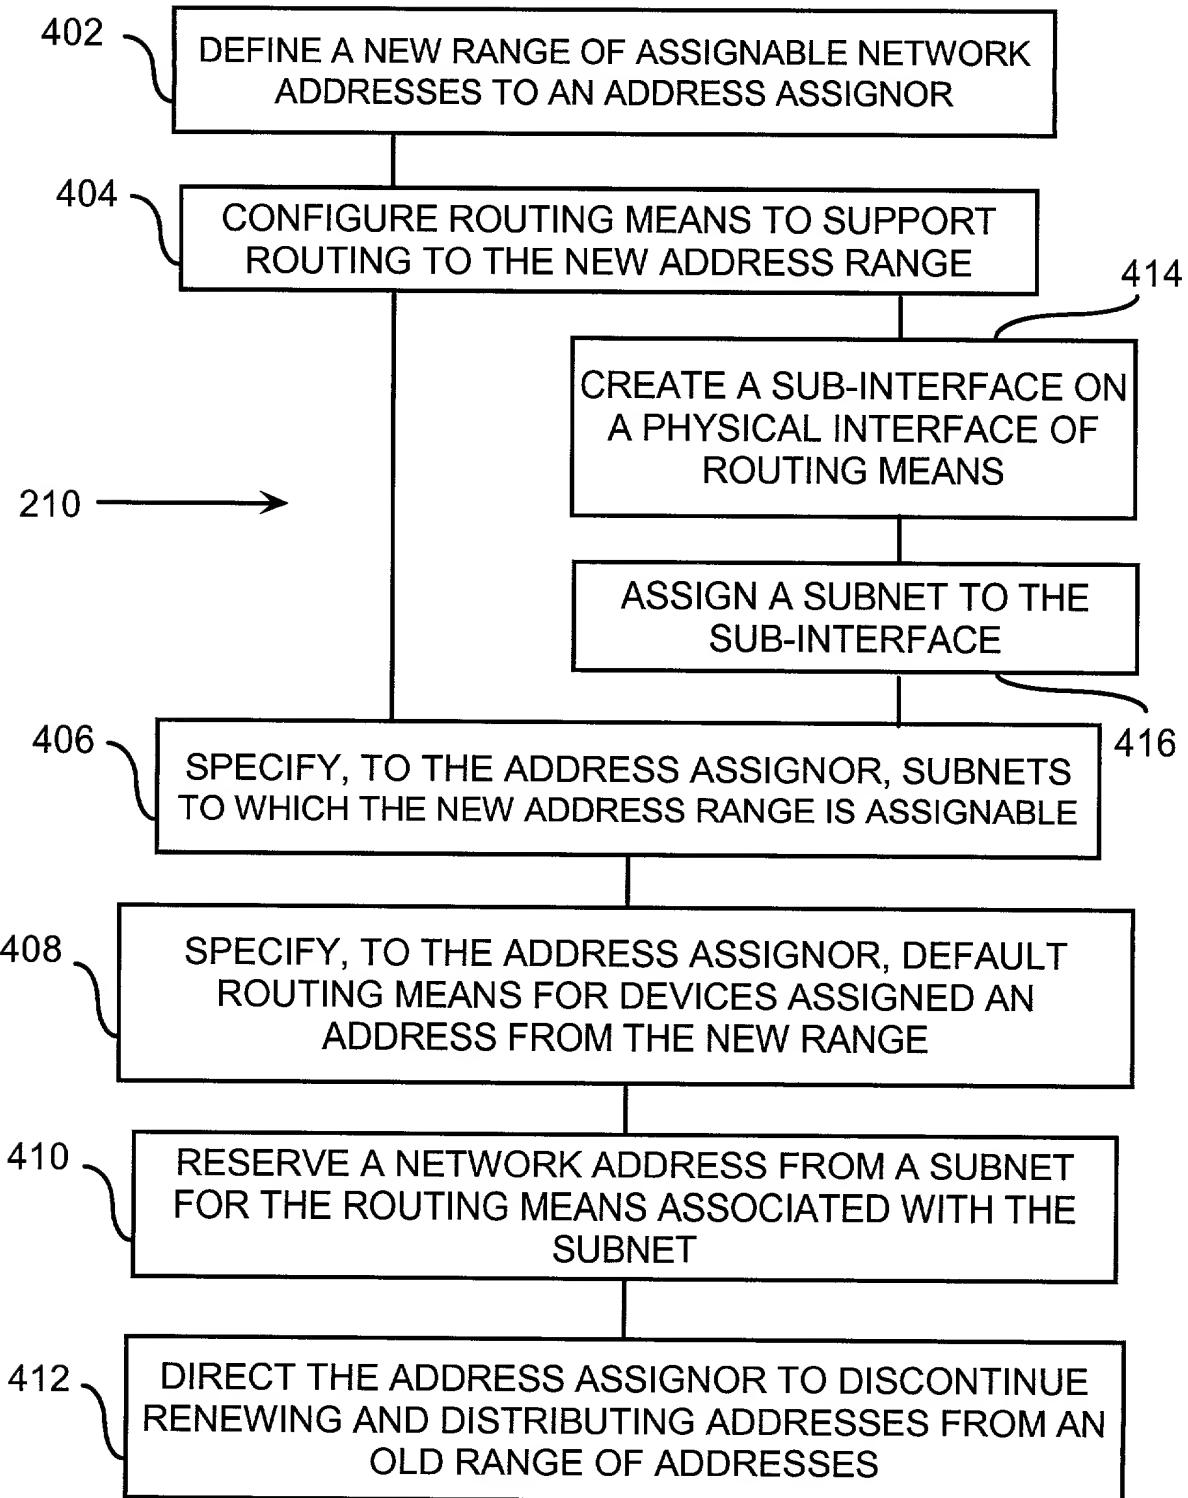 402
DEFINE A NEW RANGE OF ASSIGNABLE NETWORK
ADDRESSES TO AN ADDRESS ASSIGNOR
404
CONFIGURE ROUTING MEANS TO SUPPORT
ROUTING TO THE NEW ADDRESS RANGE
414
CREATE A SUB-INTERFACE ON
A PHYSICAL INTERFACE OF
ROUTING MEANS
210
ASSIGN A SUBNET TO THE
SUB-INTERFACE
416
406
SPECIFY, TO THE ADDRESS ASSIGNOR, SUBNETS
TO WHICH THE NEW ADDRESS RANGE IS ASSIGNABLE
408
SPECIFY, TO THE ADDRESS ASSIGNOR, DEFAULT
ROUTING MEANS FOR DEVICES ASSIGNED AN
ADDRESS FROM THE NEW RANGE
410
RESERVE A NETWORK ADDRESS FROM A SUBNET
FOR THE ROUTING MEANS ASSOCIATED WITH THE
SUBNET
412
DIRECT THE ADDRESS ASSIGNOR TO DISCONTINUE
RENEWING AND DISTRIBUTING ADDRESSES FROM AN
OLD RANGE OF ADDRESSES